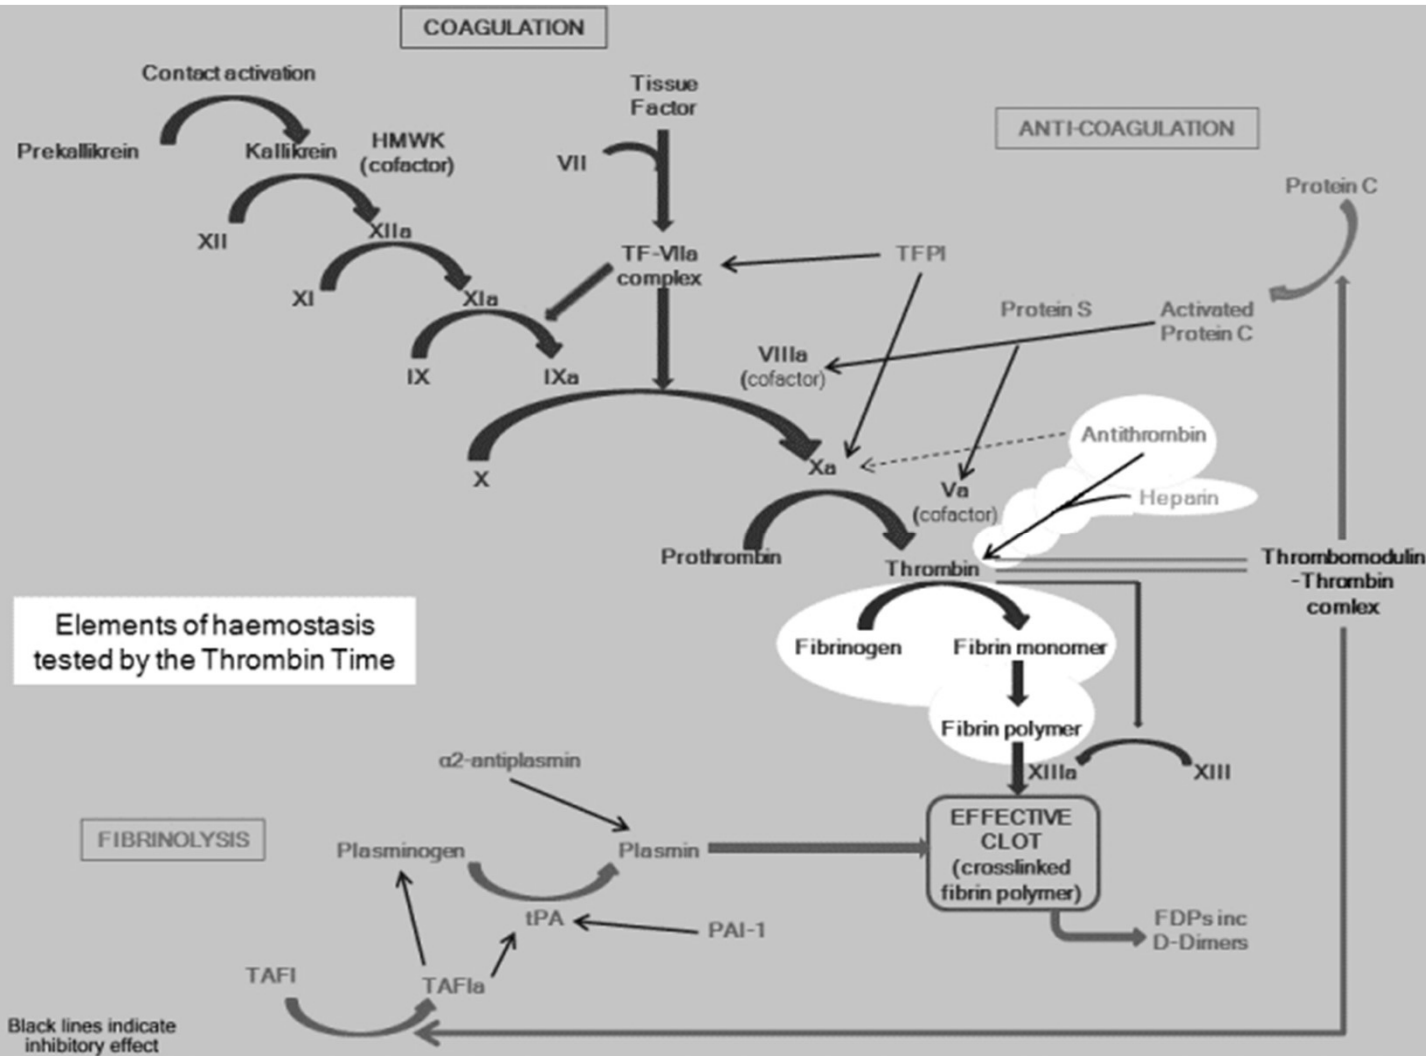 COAGULATION
Contact activation
Tissue
Factor
ANTI-COAGULATION
Prekallikrein
Kallikrein
HMWK
(cofactor)
VII
Protein C
XII
XIIa
TF-VIIa
complex
TFPI
XI
XIa
Protein S
Activated
Protein C
IX
IXa
VIIIa
(cofactor)
Antithrombin
X
Xa
Va
(cofactor)
Heparin
Prothrombin
Thrombin
Thrombomodulin
-Thrombin
comlex
Elements of haemostasis
tested by the Thrombin Time
Fibrinogen
Fibrin monomer
Fibrin polymer
α2-antiplasmin
XIIIa
XIII
FIBRINOLYSIS
Plasminogen
Plasmin
EFFECTIVE
CLOT
(crosslinked
fibrin polymer)
tPA
PAI-1
FDPs inc
D-Dimers
TAFI
TAFIa
Black lines indicate
inhibitory effect